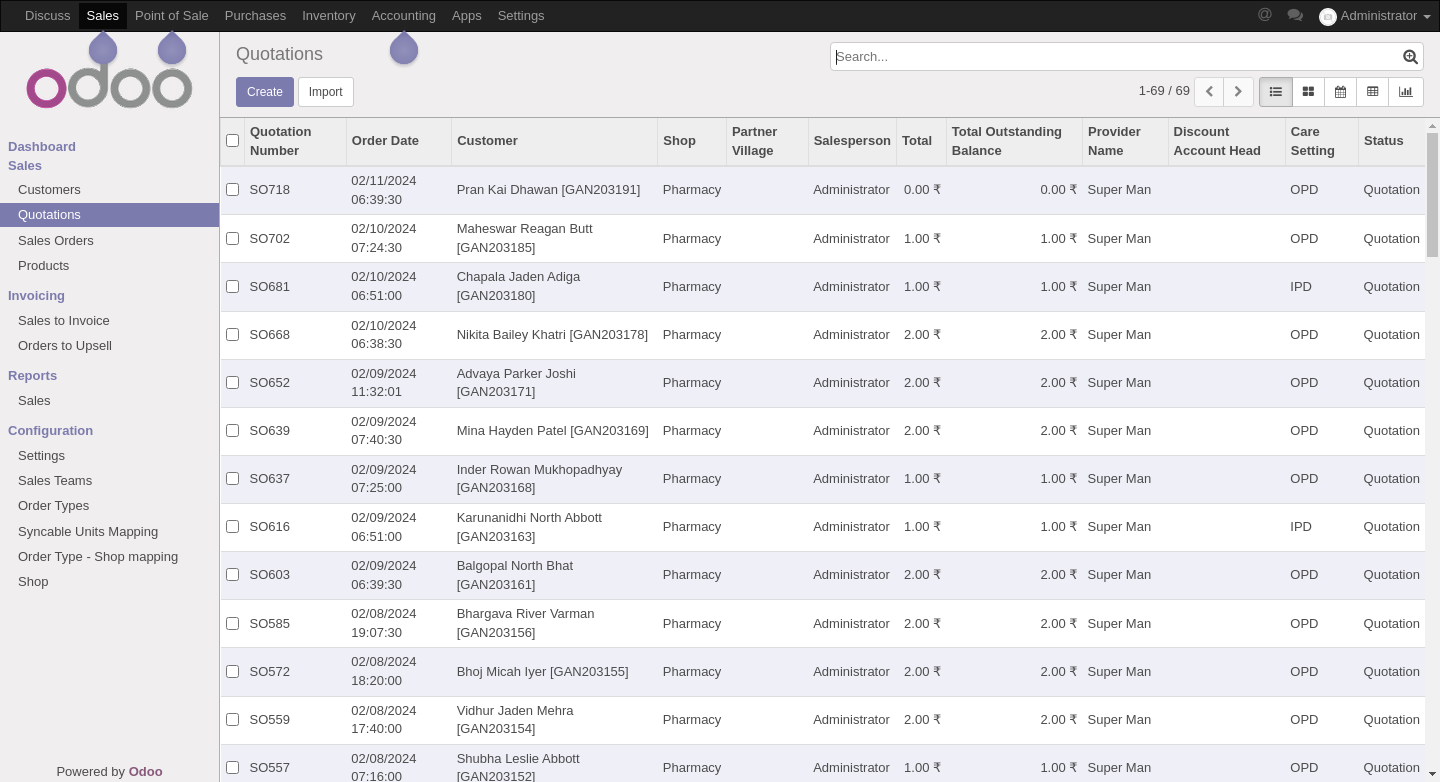 Discuss Sales Point of Sale Purchases Inventory Accounting Apps Settings @ Administrator
odoo
Dashboard
Sales
Customers
Quotations
Sales Orders
Products
Invoicing
Sales to Invoice
Orders to Upsell
Reports
Sales
Configuration
Settings
Sales Teams
Order Types
Syncable Units Mapping
Order Type - Shop mapping
Shop
Powered by Odoo
Quotations
Search...
Create Import
1-69 / 69
Quotation Number Order Date Customer Shop Partner Village Salesperson Total Total Outstanding Balance Provider Name Discount Account Head Care Setting Status
SO718 02/11/2024 06:39:30 Pran Kai Dhawan [GAN203191] Pharmacy Administrator 0.00 ₹ 0.00 ₹ Super Man OPD Quotation
SO702 02/10/2024 07:24:30 Maheswar Reagan Butt [GAN203185] Pharmacy Administrator 1.00 ₹ 1.00 ₹ Super Man OPD Quotation
SO681 02/10/2024 06:51:00 Chapala Jaden Adiga [GAN203180] Pharmacy Administrator 1.00 ₹ 1.00 ₹ Super Man IPD Quotation
SO668 02/10/2024 06:38:30 Nikita Bailey Khatri [GAN203178] Pharmacy Administrator 2.00 ₹ 2.00 ₹ Super Man OPD Quotation
SO652 02/09/2024 11:32:01 Advaya Parker Joshi [GAN203171] Pharmacy Administrator 2.00 ₹ 2.00 ₹ Super Man OPD Quotation
SO639 02/09/2024 07:40:30 Mina Hayden Patel [GAN203169] Pharmacy Administrator 2.00 ₹ 2.00 ₹ Super Man OPD Quotation
SO637 02/09/2024 07:25:00 Inder Rowan Mukhopadhyay [GAN203168] Pharmacy Administrator 1.00 ₹ 1.00 ₹ Super Man OPD Quotation
SO616 02/09/2024 06:51:00 Karunanidhi North Abbott [GAN203163] Pharmacy Administrator 1.00 ₹ 1.00 ₹ Super Man IPD Quotation
SO603 02/09/2024 06:39:30 Balgopal North Bhat [GAN203161] Pharmacy Administrator 2.00 ₹ 2.00 ₹ Super Man OPD Quotation
SO585 02/08/2024 19:07:30 Bhargava River Varman [GAN203156] Pharmacy Administrator 2.00 ₹ 2.00 ₹ Super Man OPD Quotation
SO572 02/08/2024 18:20:00 Bhoj Micah Iyer [GAN203155] Pharmacy Administrator 2.00 ₹ 2.00 ₹ Super Man OPD Quotation
SO559 02/08/2024 17:40:00 Vidhur Jaden Mehra [GAN203154] Pharmacy Administrator 2.00 ₹ 2.00 ₹ Super Man OPD Quotation
SO557 02/08/2024 07:16:00 Shubha Leslie Abbott [GAN203152] Pharmacy Administrator 1.00 ₹ 1.00 ₹ Super Man OPD Quotation